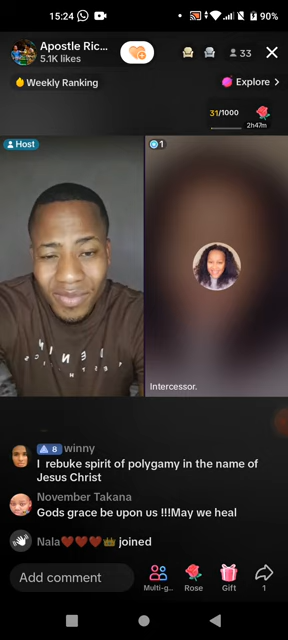 15:24
90%
Apostle Ric...
5.1K likes
33
Weekly Ranking
Explore >
31/1000
2h47m
Host
1
Intercessor.
8 winny
I rebuke spirit of polygamy in the name of
Jesus Christ
November Takana
Gods grace be upon us !!!May we heal
Nala❤️❤️❤️👑 joined
Add comment
Multi-g...
Rose
Gift
1